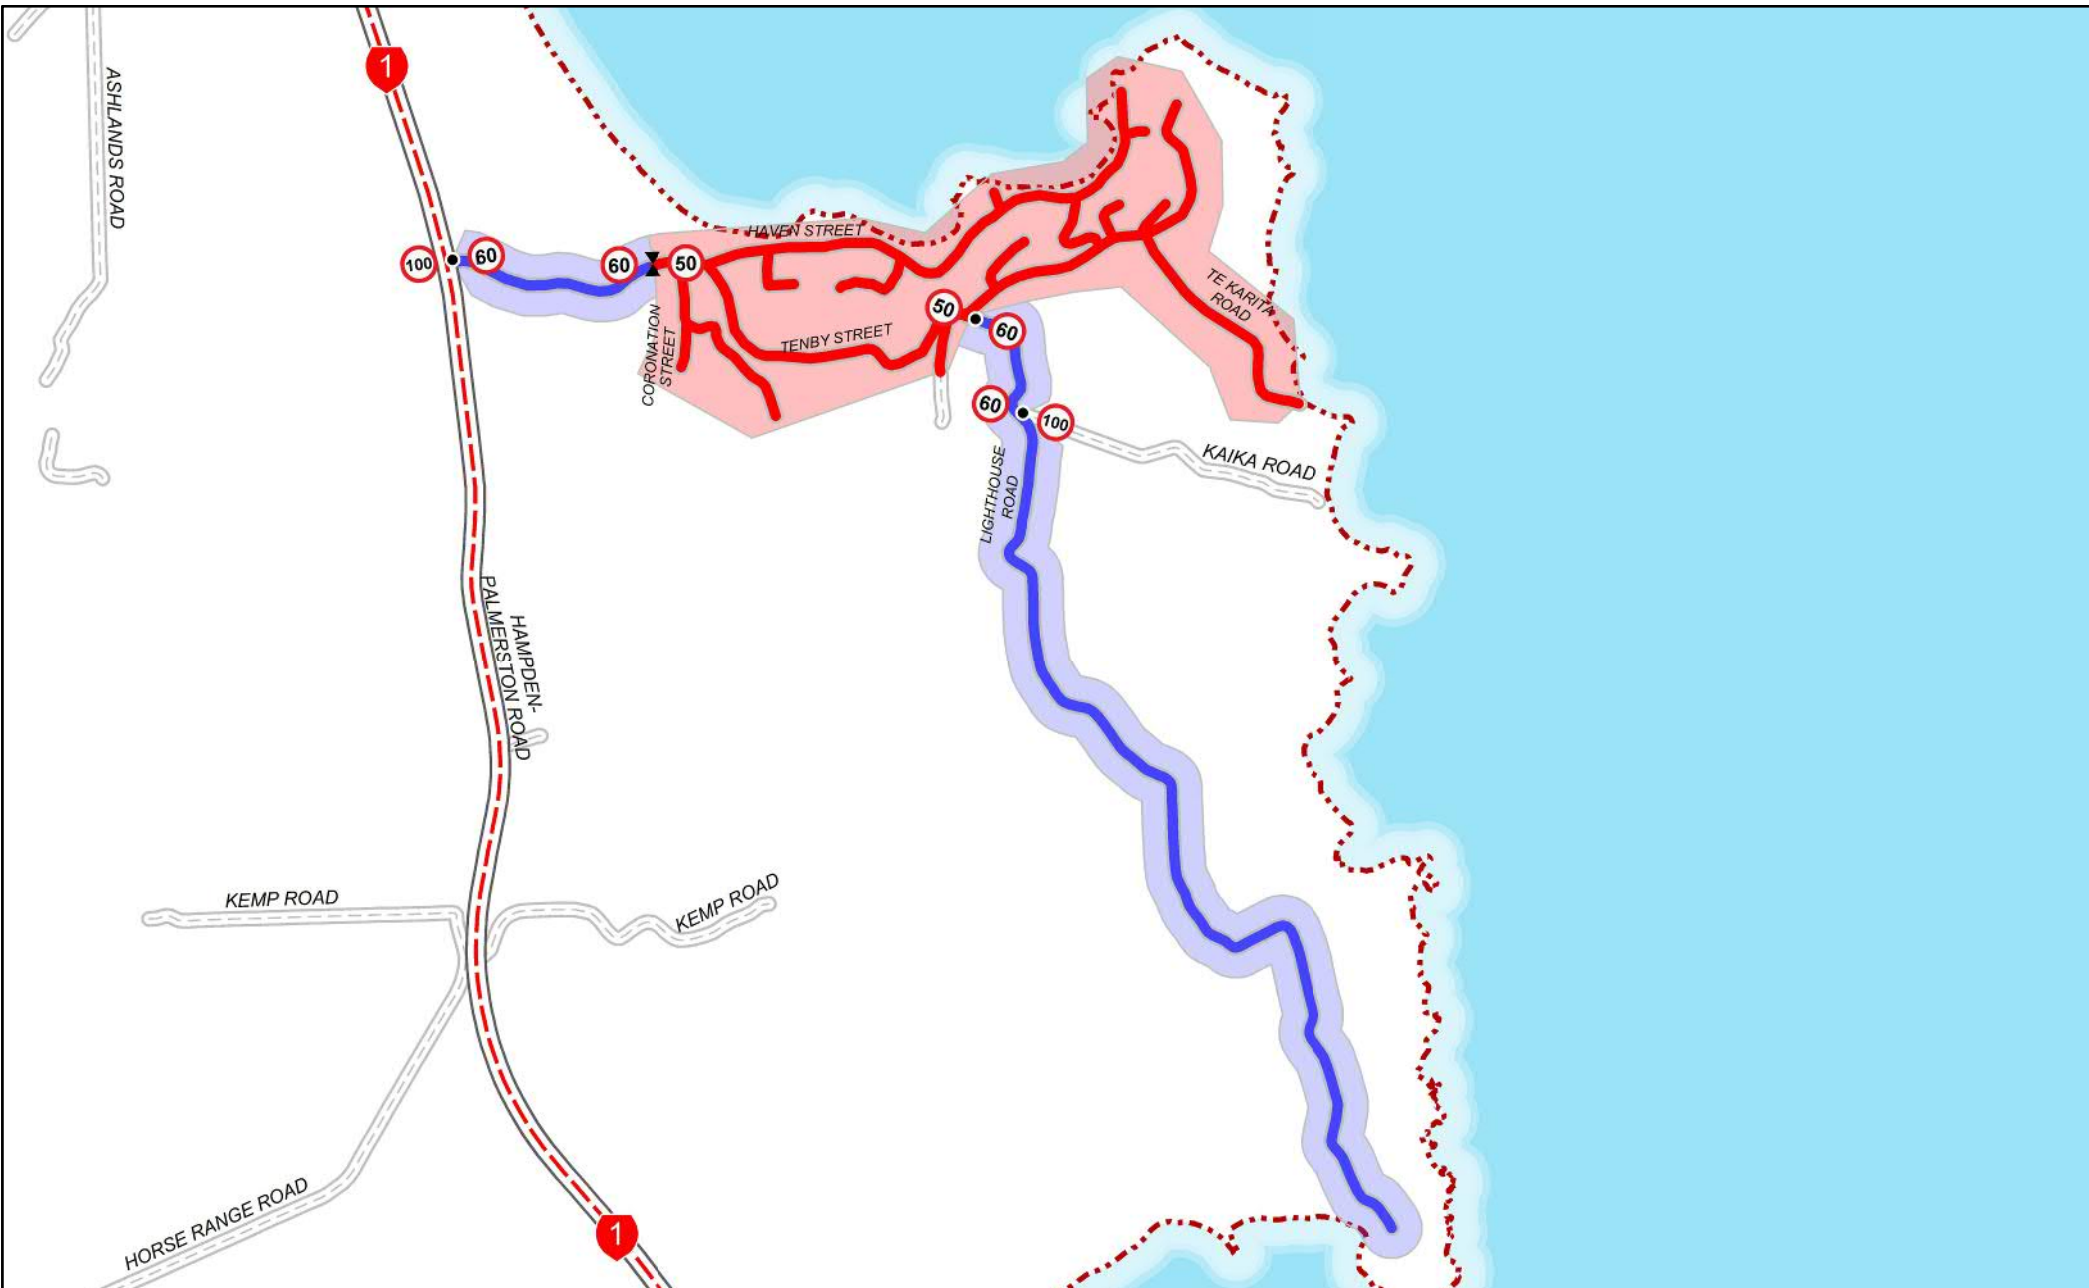 1
ASHLANDS ROAD
HAVEN STREET
100
60
60
50
TE KARITA
ROAD
CORONATION
STREET
TENBY STREET
50
60
60
100
KAIKA ROAD
LIGHTHOUSE
ROAD
HAMPDEN-
PALMERSTON ROAD
KEMP ROAD
KEMP ROAD
HORSE RANGE ROAD
1